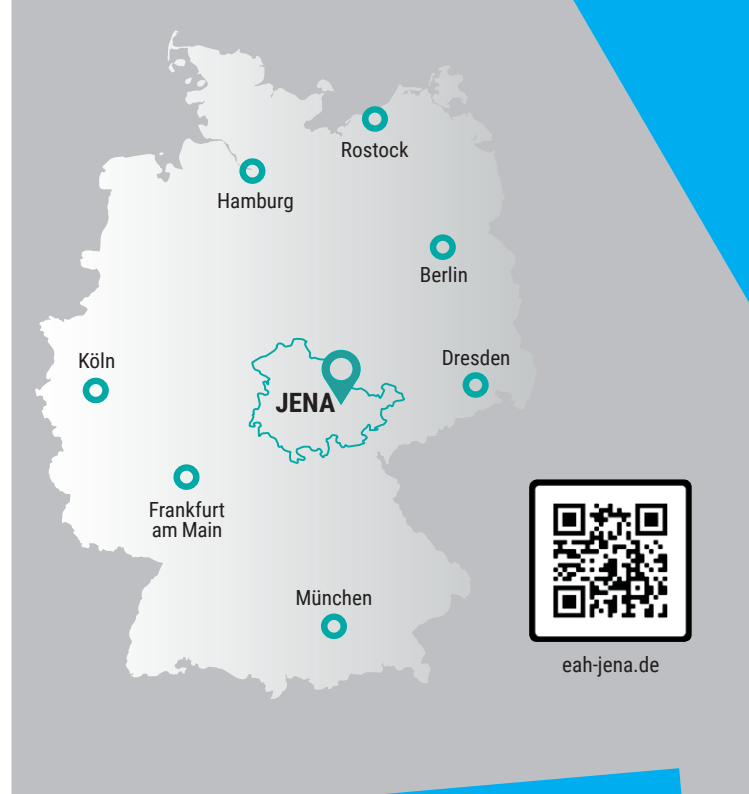 Rostock
Hamburg
Berlin
Köln
Dresden
JENA
Frankfurt
am Main
München
eah-jena.de